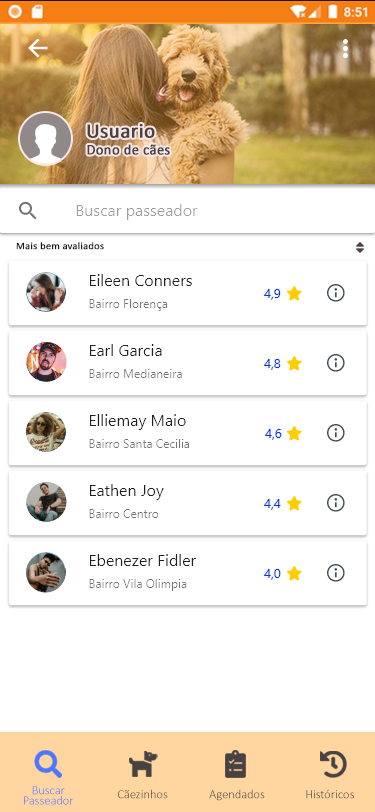 8:51
Usuario
Dono de cães
Buscar passeador
Mais bem avaliados
Eileen Conners
Bairro Florença
4,9
Earl Garcia
Bairro Medianeira
4,8
Elliemay Maio
Bairro Santa Cecilia
4,6
Eathen Joy
Bairro Centro
4,4
Ebenezer Fidler
Bairro Vila Olimpia
4,0
Buscar
Passeador
Cãezinhos
Agendados
Históricos